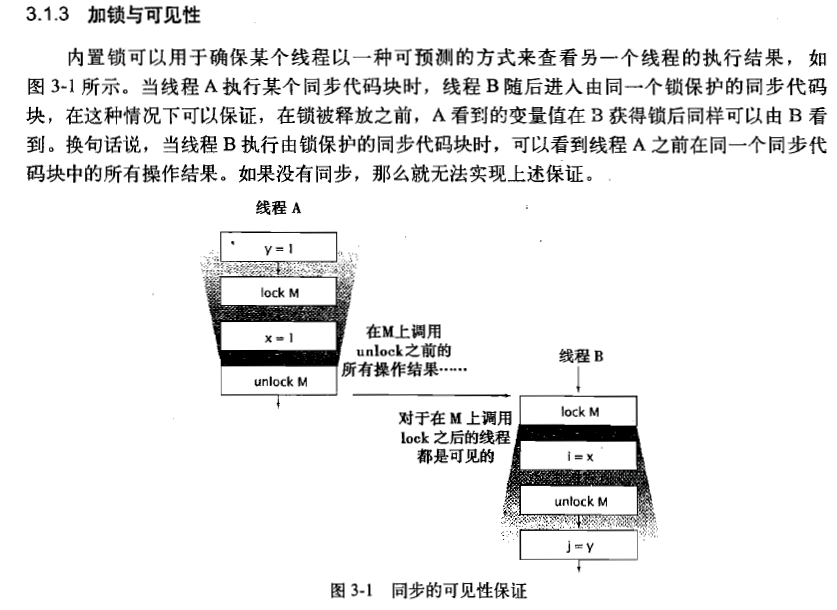 3.1.3 加锁与可见性
内置锁可以用于确保某个线程以一种可预测的方式来查看另一个线程的执行结果，如
图 3-1 所示。当线程 A 执行某个同步代码块时，线程 B 随后进入由同一个锁保护的同步代码
块，在这种情况下可以保证，在锁被释放之前，A 看到的变量值在 B 获得锁后同样可以由 B 看
到。换句话说，当线程 B 执行由锁保护的同步代码块时，可以看到线程 A 之前在同一个同步代
码块中的所有操作结果。如果没有同步，那么就无法实现上述保证。
线程 A
y = 1
lock M
x = 1
unlock M
在M上调用
unlock之前的
所有操作结果……
线程 B
对于在 M 上调用
lock 之后的线程
都是可见的
lock M
i = x
unlock M
j = y
图 3-1 同步的可见性保证